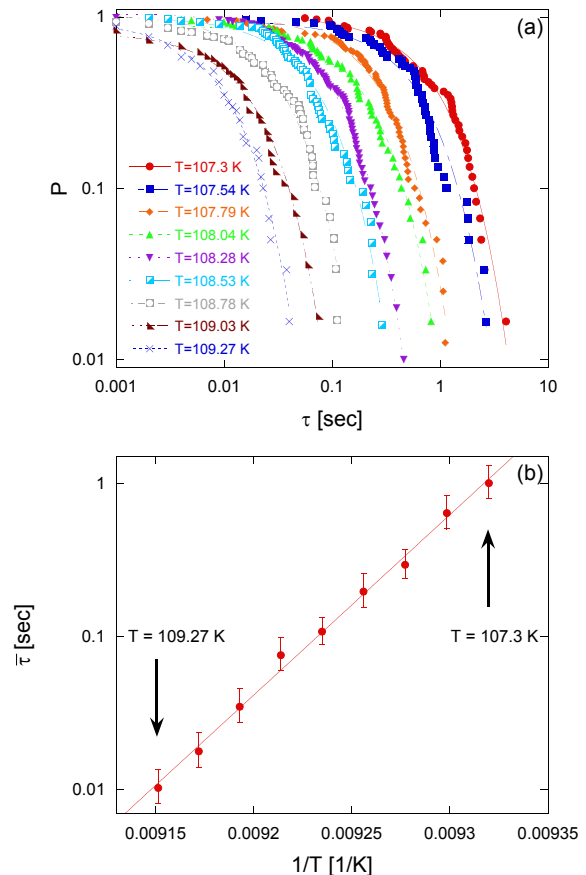 (a)
P
1
0.1
0.01
T=107.3 K
T=107.54 K
T=107.79 K
T=108.04 K
T=108.28 K
T=108.53 K
T=108.78 K
T=109.03 K
T=109.27 K
0.001 0.01 0.1 1 10
τ [sec]
(b)
τ̅ [sec]
1
0.1
0.01
T = 109.27 K
T = 107.3 K
0.00915 0.0092 0.00925 0.0093 0.00935
1/T [1/K]